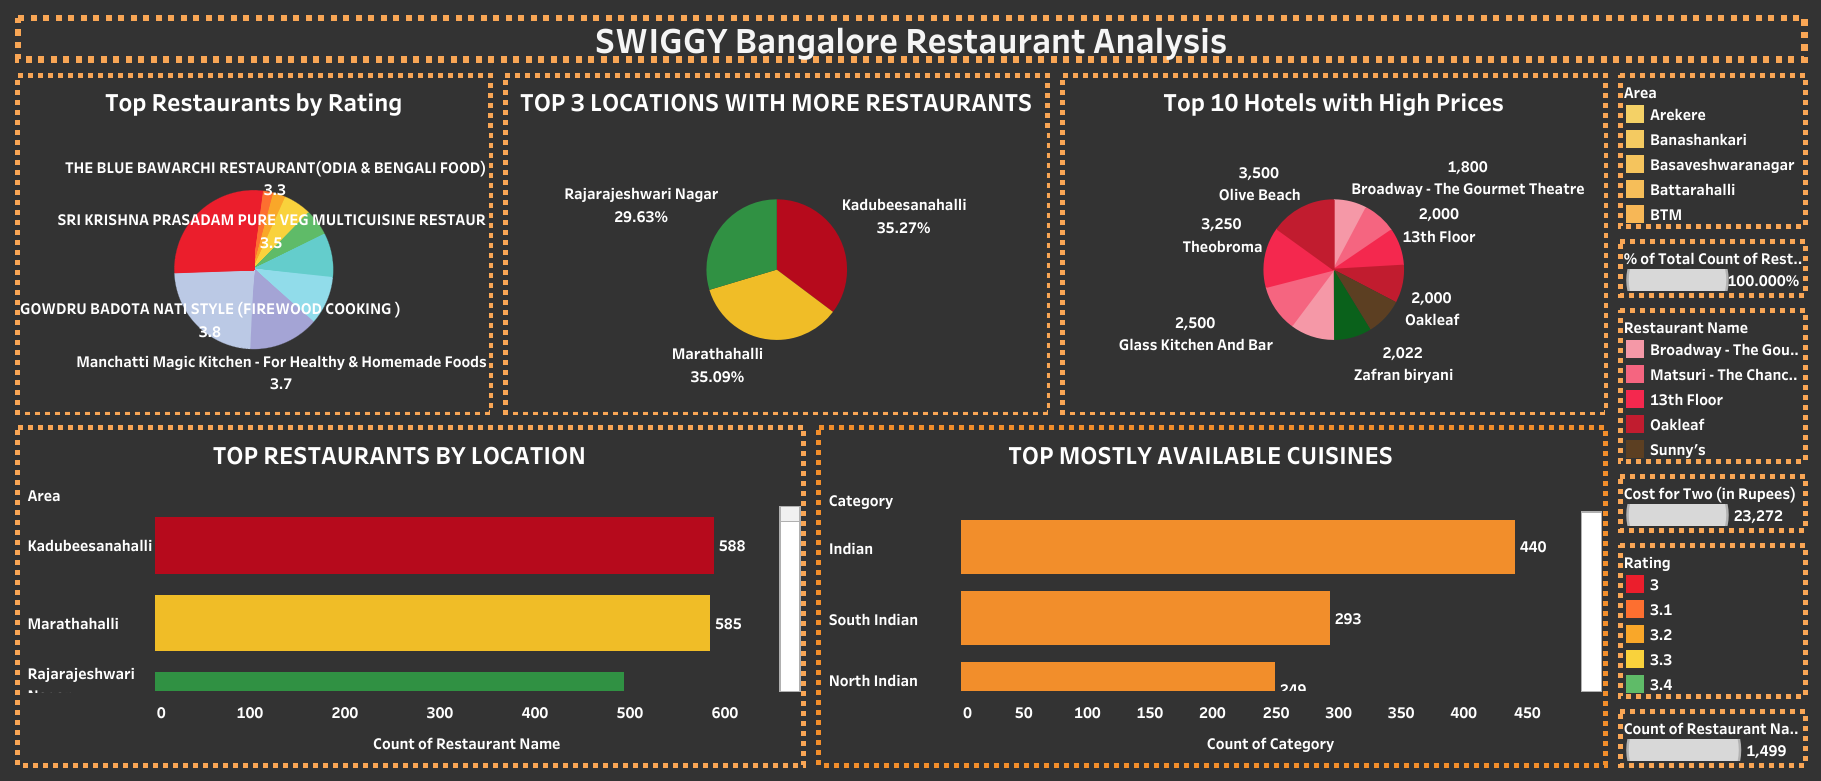 SWIGGY Bangalore Restaurant Analysis
Top Restaurants by Rating
THE BLUE BAWARCHI RESTAURANT(ODIA & BENGALI FOOD)
3.3
SRI KRISHNA PRASADAM PURE VEG MULTICUISINE RESTAUR
3.5
GOWDRU BADOTA NATI STYLE (FIREWOOD COOKING )
3.8
Manchatti Magic Kitchen - For Healthy & Homemade Foods
3.7
TOP 3 LOCATIONS WITH MORE RESTAURANTS
Rajarajeshwari Nagar
29.63%
Kadubeesanahalli
35.27%
Marathahalli
35.09%
Top 10 Hotels with High Prices
3,500
Olive Beach
1,800
Broadway - The Gourmet Theatre
3,250
Theobroma
2,000
13th Floor
2,500
Glass Kitchen And Bar
2,000
Oakleaf
2,022
Zafran biryani
Area
Arekere
Banashankari
Basaveshwaranagar
Battarahalli
BTM
% of Total Count of Rest..
100.000%
Restaurant Name
Broadway - The Gou..
Matsuri - The Chanc..
13th Floor
Oakleaf
Sunny’s
Cost for Two (in Rupees)
23,272
Rating
3
3.1
3.2
3.3
3.4
Count of Restaurant Na..
1,499
TOP RESTAURANTS BY LOCATION
Area
Kadubeesanahalli
588
Marathahalli
585
Rajarajeshwari
0 100 200 300 400 500 600
Count of Restaurant Name
TOP MOSTLY AVAILABLE CUISINES
Category
Indian
440
South Indian
293
North Indian
249
0 50 100 150 200 250 300 350 400 450
Count of Category